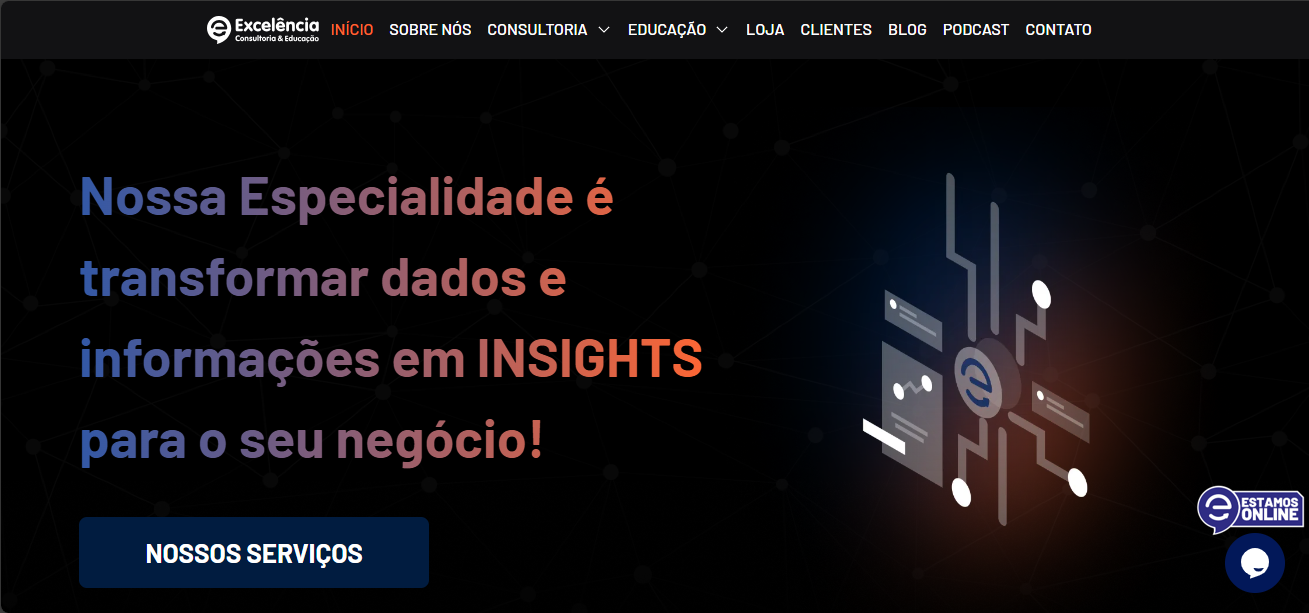 Excelência
Consultoria & Educação
INÍCIO SOBRE NÓS CONSULTORIA EDUCAÇÃO LOJA CLIENTES BLOG PODCAST CONTATO
Nossa Especialidade é
transformar dados e
informações em INSIGHTS
para o seu negócio!
NOSSOS SERVIÇOS
ESTAMOS
ONLINE